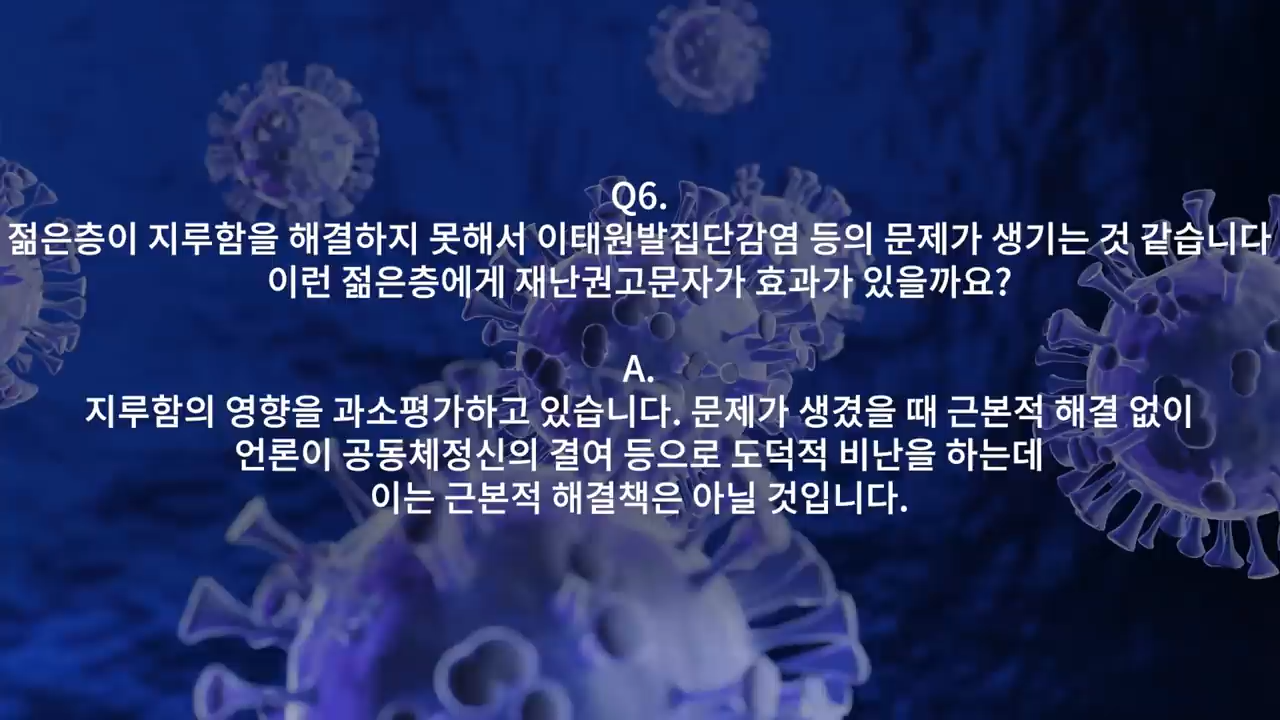 Q6.
젊은층이 지루함을 해결하지 못해서 이태원발집단감염 등의 문제가 생기는 것 같습니다
이런 젊은층에게 재난권고문자가 효과가 있을까요?
A.
지루함의 영향을 과소평가하고 있습니다. 문제가 생겼을 때 근본적 해결 없이
언론이 공동체정신의 결여 등으로 도덕적 비난을 하는데
이는 근본적 해결책은 아닐 것입니다.